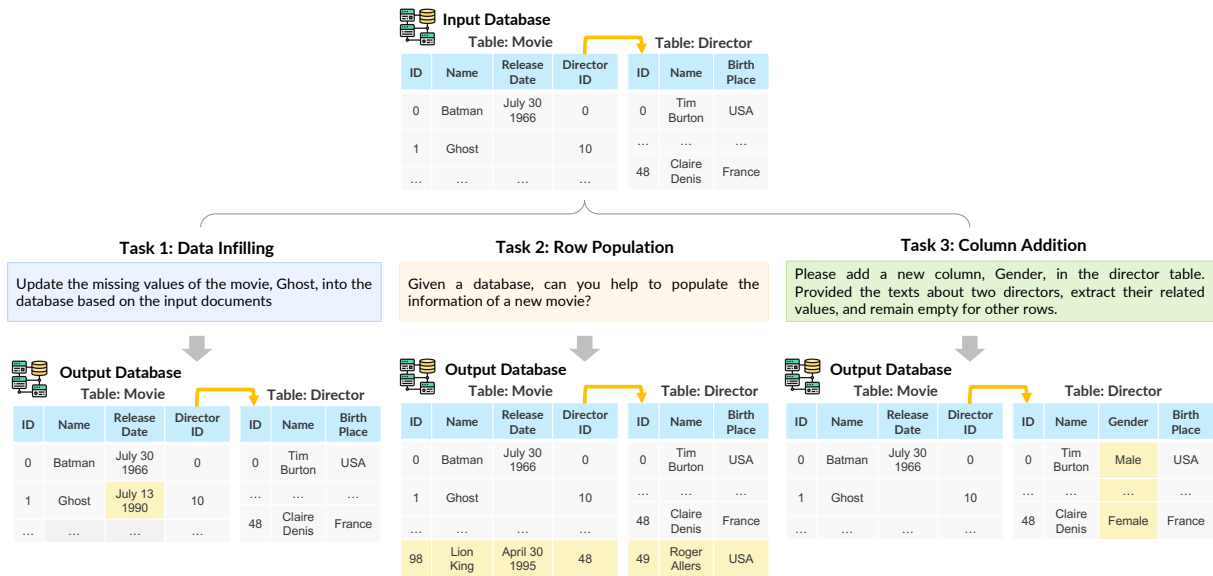 Input Database
Table: Movie
Table: Director
ID Name Release Date Director ID
ID Name Birth Place
0 Batman July 30 1966 0
0 Tim Burton USA
1 Ghost 10
... ... ...
48 Claire Denis France
... ... ... ...
Task 1: Data Infilling
Update the missing values of the movie, Ghost, into the
database based on the input documents
Output Database
Table: Movie
Table: Director
ID Name Release Date Director ID
ID Name Birth Place
0 Batman July 30 1966 0
0 Tim Burton USA
1 Ghost July 13 1990 10
... ... ...
48 Claire Denis France
... ... ... ...
Task 2: Row Population
Given a database, can you help to populate the
information of a new movie?
Output Database
Table: Movie
Table: Director
ID Name Release Date Director ID
ID Name Birth Place
0 Batman July 30 1966 0
0 Tim Burton USA
1 Ghost 10
... ... ...
48 Claire Denis France
... ... ... ...
98 Lion King April 30 1995 48
49 Roger Allers USA
Task 3: Column Addition
Please add a new column, Gender, in the director table.
Provided the texts about two directors, extract their related
values, and remain empty for other rows.
Output Database
Table: Movie
Table: Director
ID Name Release Date Director ID
ID Name Gender Birth Place
0 Batman July 30 1966 0
0 Tim Burton Male USA
1 Ghost 10
... ... ... ...
48 Claire Denis Female France
... ... ... ...